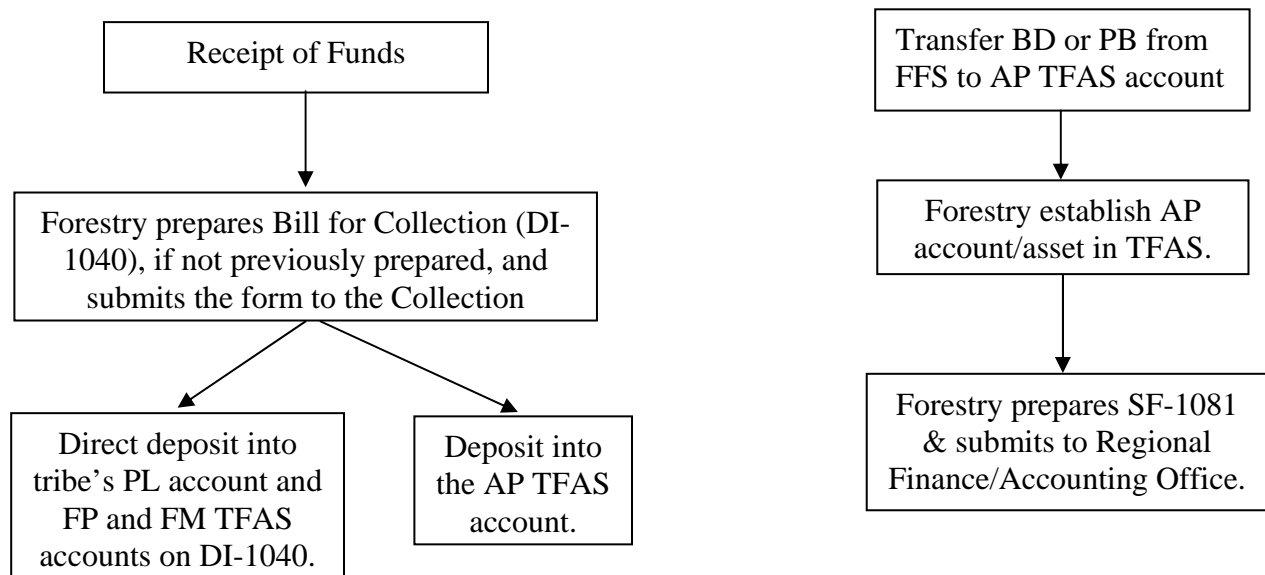 Receipt of Funds
Forestry prepares Bill for Collection (DI-
1040), if not previously prepared, and
submits the form to the Collection
Direct deposit into
tribe’s PL account and
FP and FM TFAS
accounts on DI-1040.
Deposit into
the AP TFAS
account.
Transfer BD or PB from
FFS to AP TFAS account
Forestry establish AP
account/asset in TFAS.
Forestry prepares SF-1081
& submits to Regional
Finance/Accounting Office.